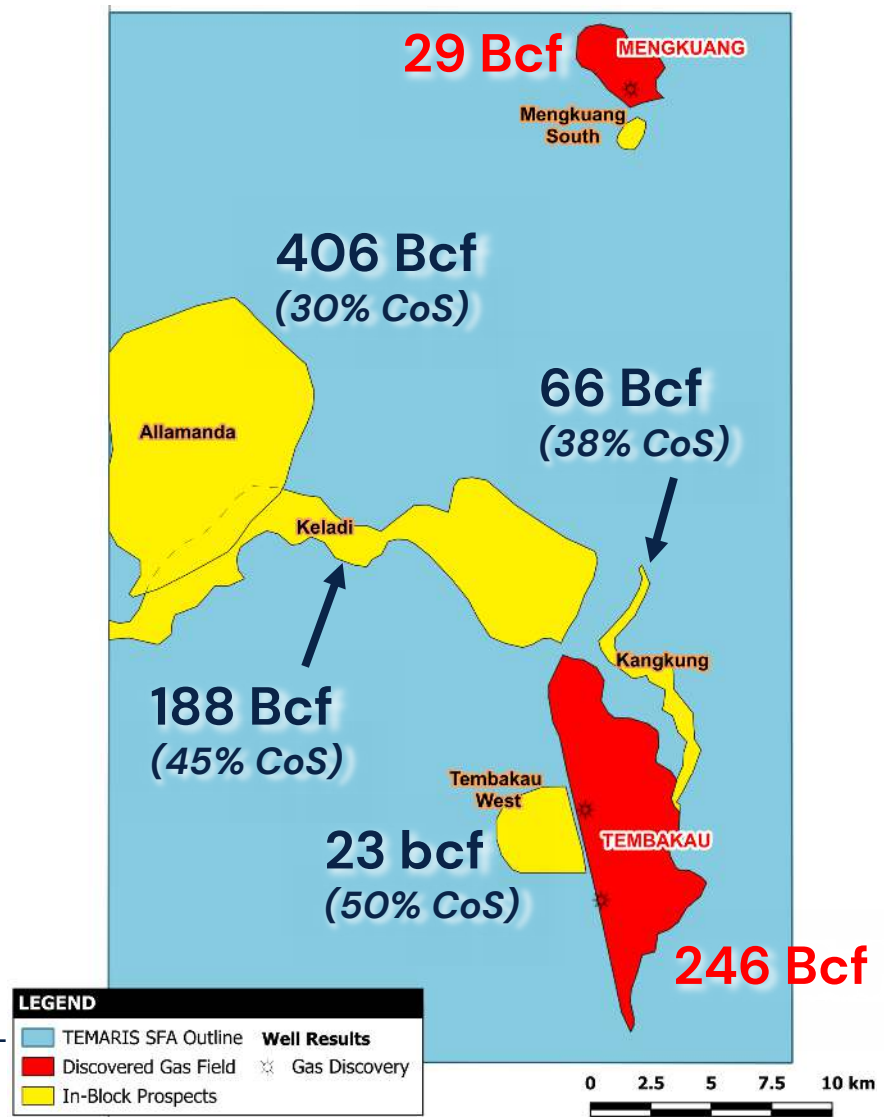 29 Bcf
MENGKUANG
Mengkuang
South
406 Bcf
(30% CoS)
66 Bcf
(38% CoS)
Allamanda
Keladi
Kangkung
188 Bcf
(45% CoS)
Tembakau
West
23 bcf
(50% CoS)
TEMBAKAU
246 Bcf
LEGEND
TEMARIS SFA Outline Well Results
Discovered Gas Field Gas Discovery
In-Block Prospects
0 2.5 5 7.5 10 km